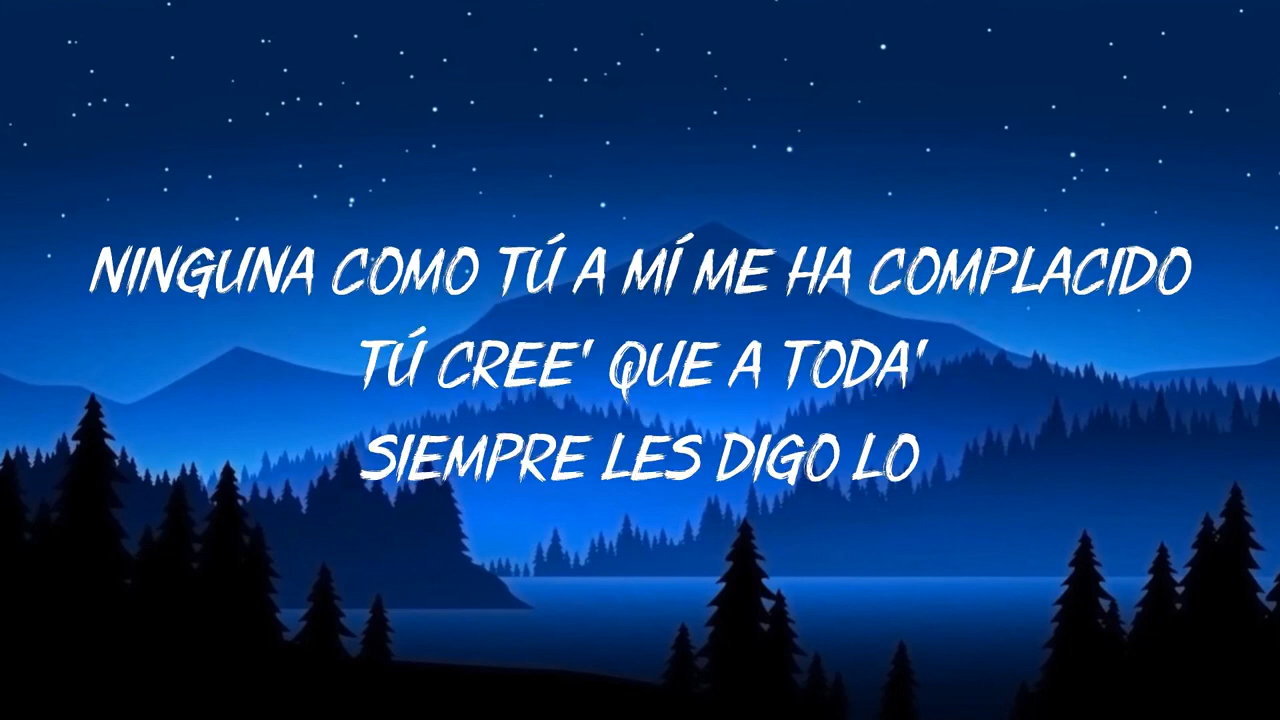 NINGUNA COMO TÚ A MÍ ME HA COMPLACIDO
TÚ CREE' QUE A TODA'
SIEMPRE LES DIGO LO